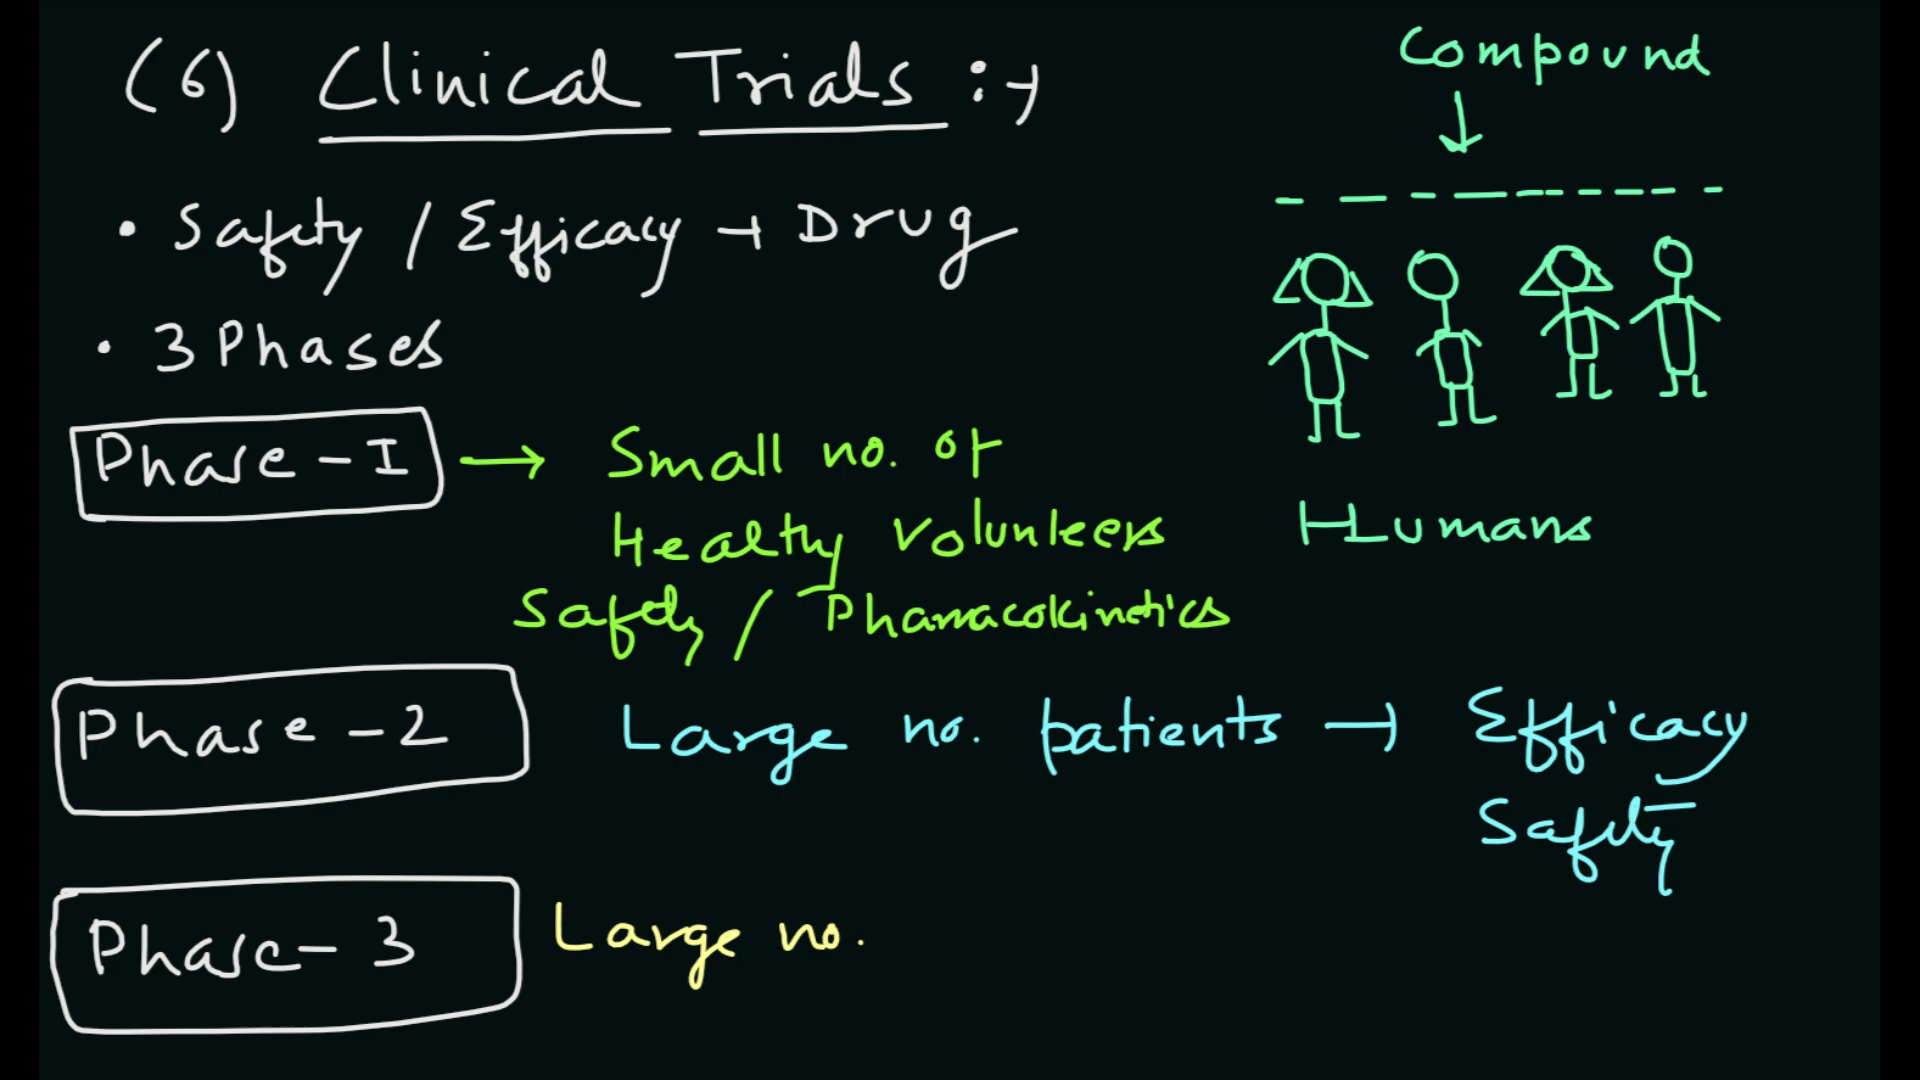 (6) Clinical Trials :→
Compound
• Safety / Efficacy → Drug
• 3 Phases
Phase - I → Small no. of
Healthy Volunteers
Safety / Pharmacokinetics
Humans
Phase - 2 Large no. patients → Efficacy
Safety
Phase - 3 Large no.